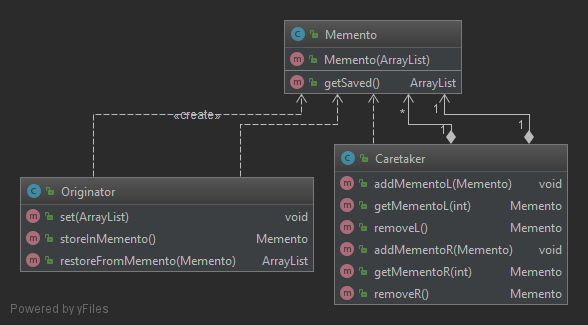 Memento
Memento(ArrayList)
getSaved() ArrayList
«create»
* 1
1 1
Originator
set(ArrayList) void
storeInMemento() Memento
restoreFromMemento(Memento) ArrayList
Caretaker
addMementoL(Memento) void
getMementoL(int) Memento
removeL() Memento
addMementoR(Memento) void
getMementoR(int) Memento
removeR() Memento
Powered by yFiles